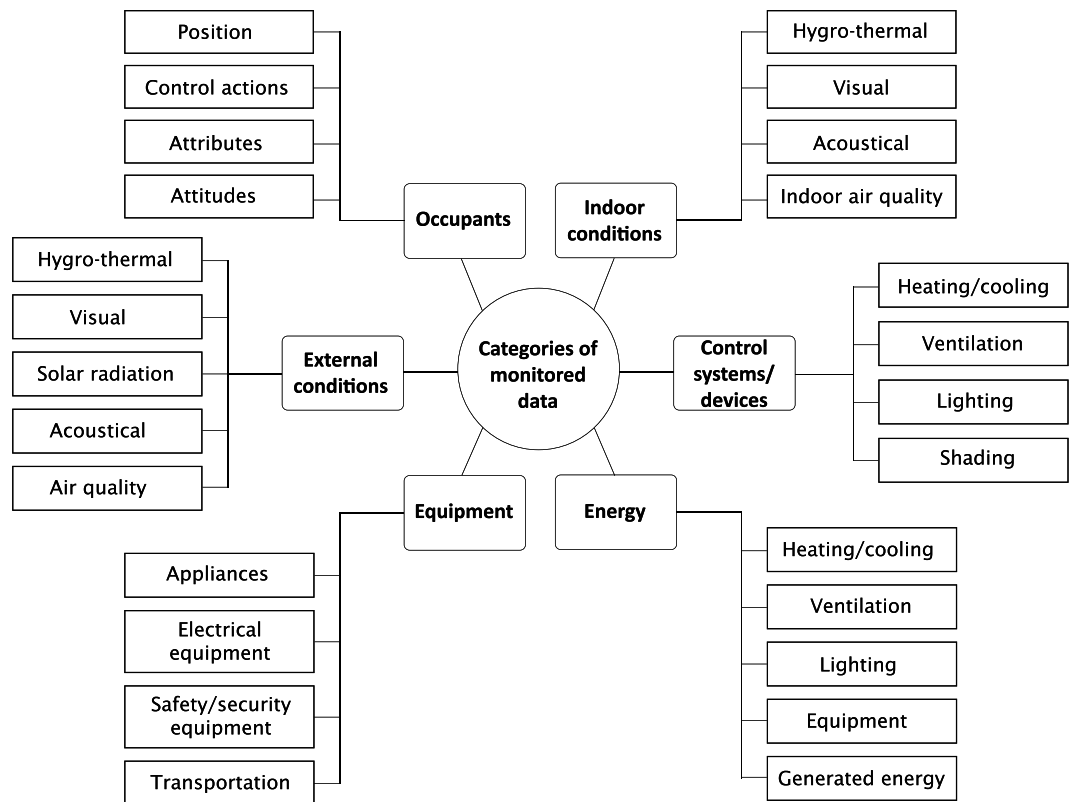 Position
Control actions
Attributes
Attitudes
Occupants
Hygro-thermal
Visual
Acoustical
Indoor air quality
Indoor
conditions
Hygro-thermal
Visual
Solar radiation
Acoustical
Air quality
External
conditions
Categories of
monitored
data
Control
systems/
devices
Heating/cooling
Ventilation
Lighting
Shading
Equipment
Appliances
Electrical
equipment
Safety/security
equipment
Transportation
Energy
Heating/cooling
Ventilation
Lighting
Equipment
Generated energy